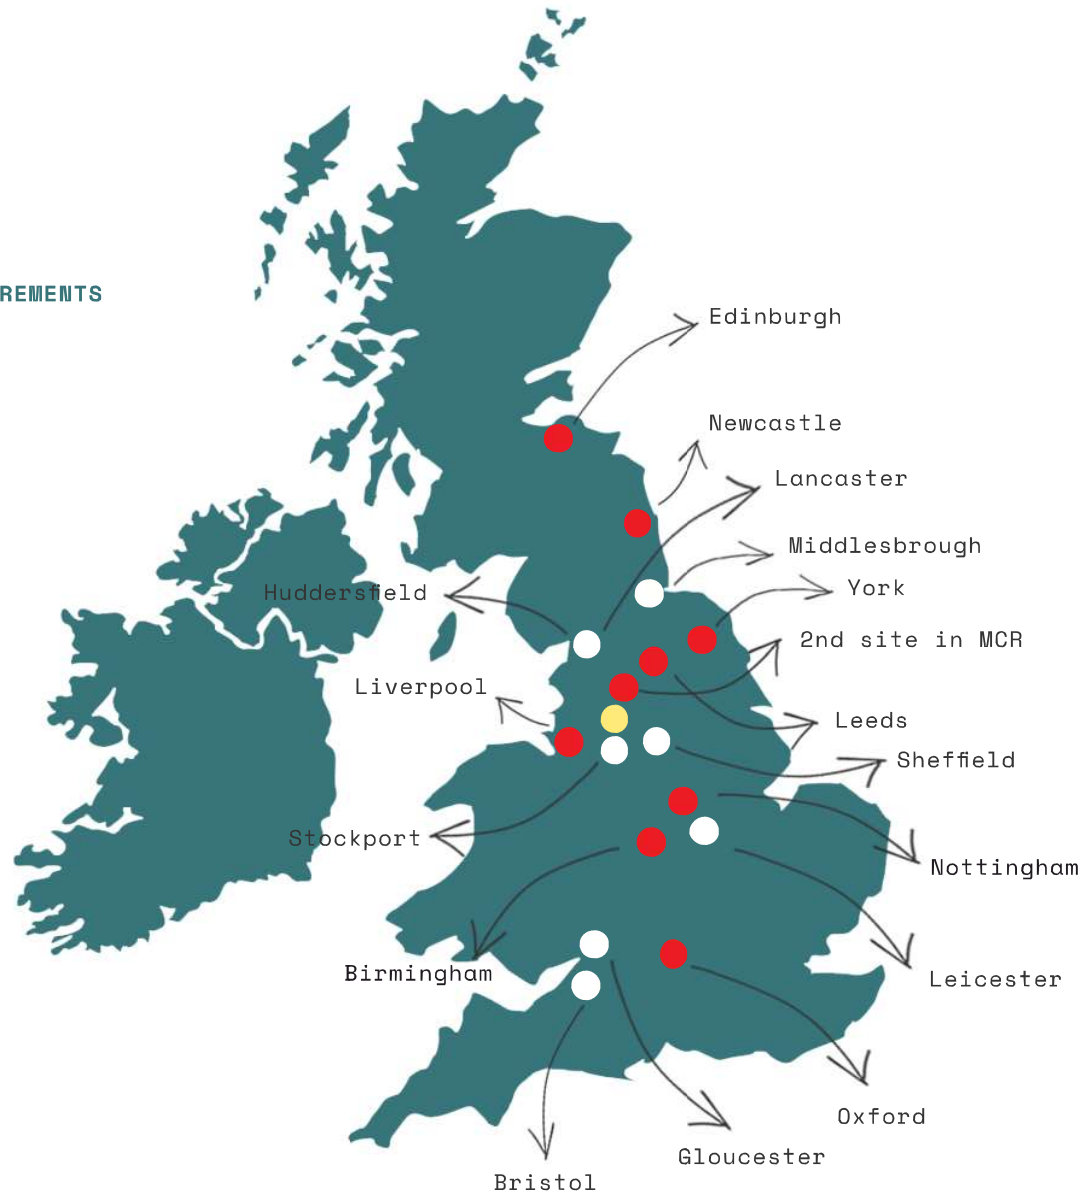 REMENTS
Edinburgh
Newcastle
Lancaster
Middlesbrough
York
Huddersfield
2nd site in MCR
Liverpool
Leeds
Sheffield
Stockport
Nottingham
Birmingham
Leicester
Oxford
Gloucester
Bristol